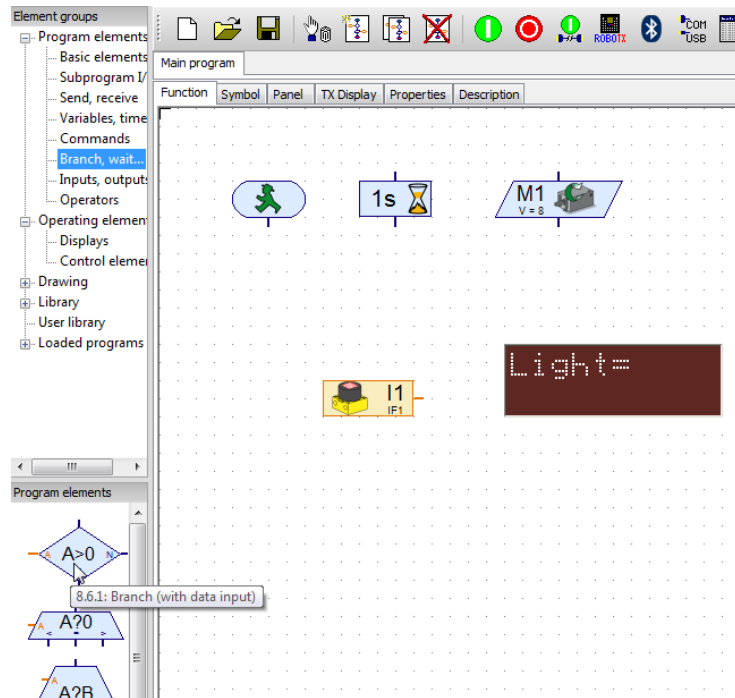 Element groups
Program elements
Basic elements
Subprogram I/
Send, receive
Variables, time
Commands
Branch, wait...
Inputs, outputs
Operators
Operating elemen
Displays
Control elemen
Drawing
Library
User library
Loaded programs
ROBOTX
COM
USB
Main program
Function Symbol Panel TX Display Properties Description
1s
M1
V = 8
I1
IF1
Light=
Program elements
A A>0 N
8.6.1: Branch (with data input)
A A?0
< = >
A A?B